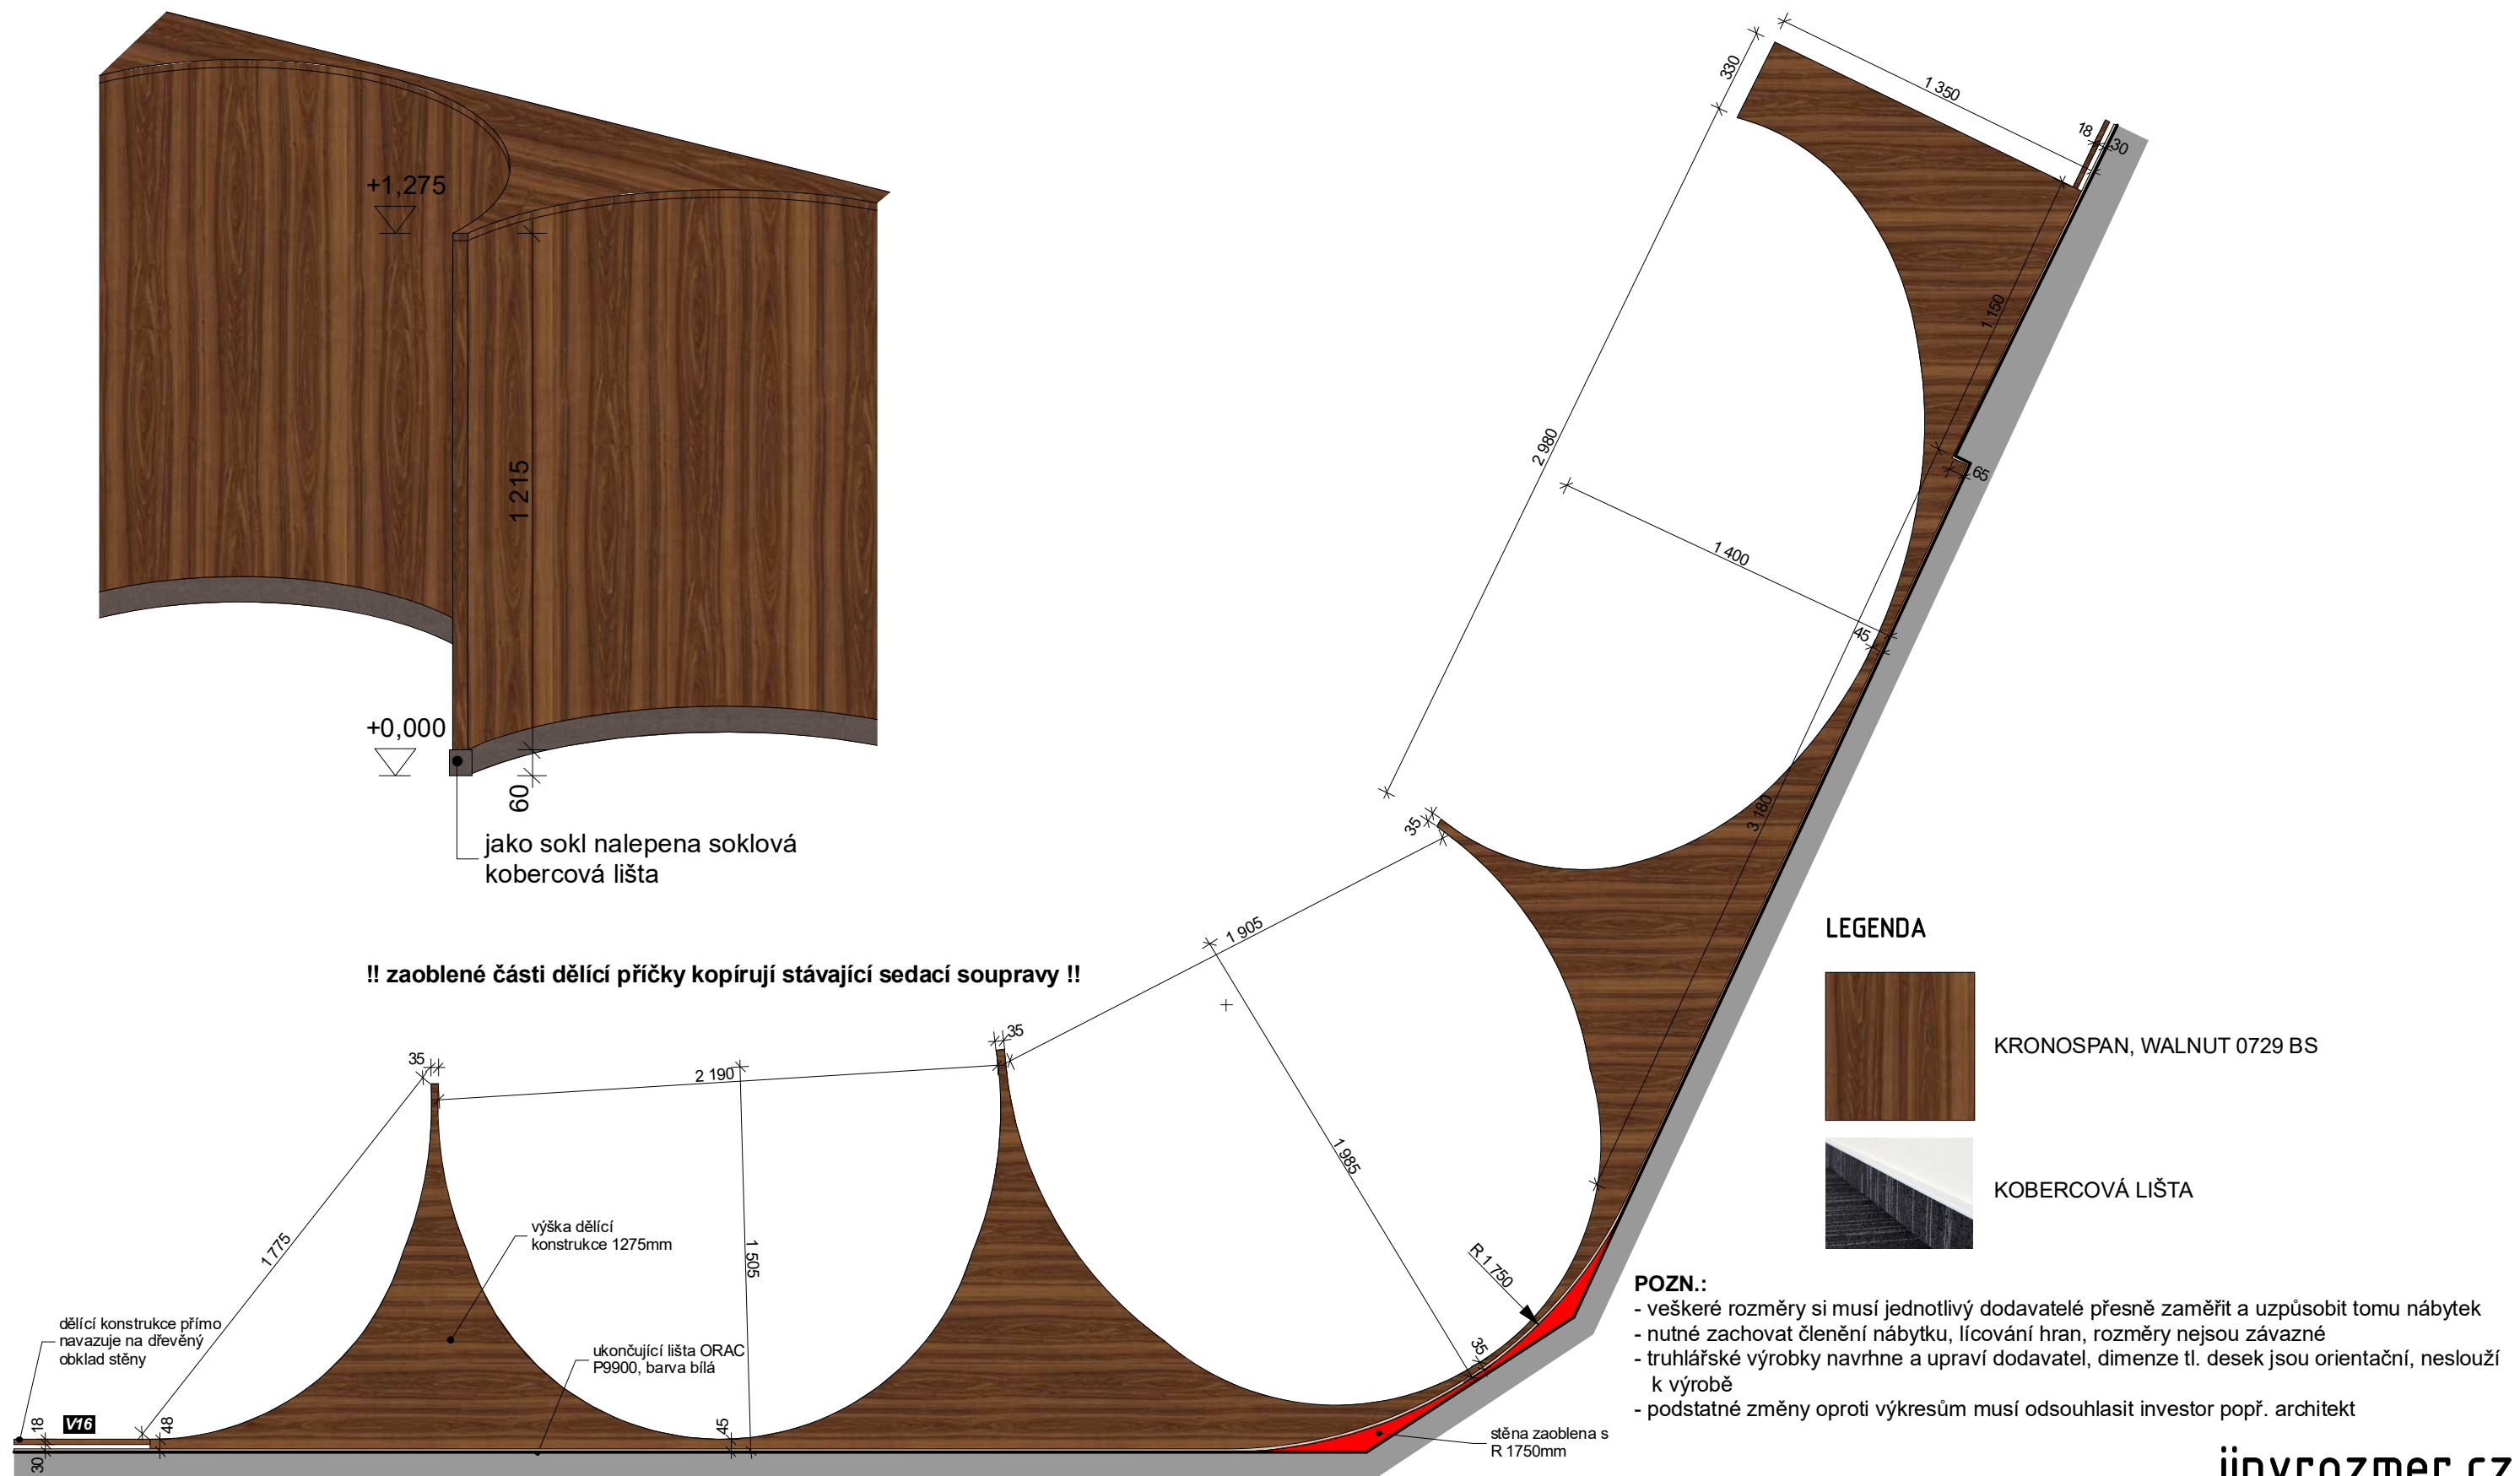 +1,275
1 215
+0,000
60
jako sokl nalepena soklová
kobercová lišta
!! zaoblené části dělící příčky kopírují stávající sedací soupravy !!
330
1 350
18
30
2 980
1 150
65
1 400
45
3 180
35
1 905
35
35
2 190
1 985
1 775
1 505
R 1 750
35
výška dělící
konstrukce 1275mm
dělící konstrukce přímo
navazuje na dřevěný
obklad stěny
ukončující lišta ORAC
P9900, barva bílá
18
V16
48
45
30
stěna zaoblena s
R 1750mm
LEGENDA
KRONOSPAN, WALNUT 0729 BS
KOBERCOVÁ LIŠTA
POZN.:
- veškeré rozměry si musí jednotlivý dodavatelé přesně zaměřit a uzpůsobit tomu nábytek
- nutné zachovat členění nábytku, lícování hran, rozměry nejsou závazné
- truhlářské výrobky navrhne a upraví dodavatel, dimenze tl. desek jsou orientační, neslouží
k výrobě
- podstatné změny oproti výkresům musí odsouhlasit investor popř. architekt